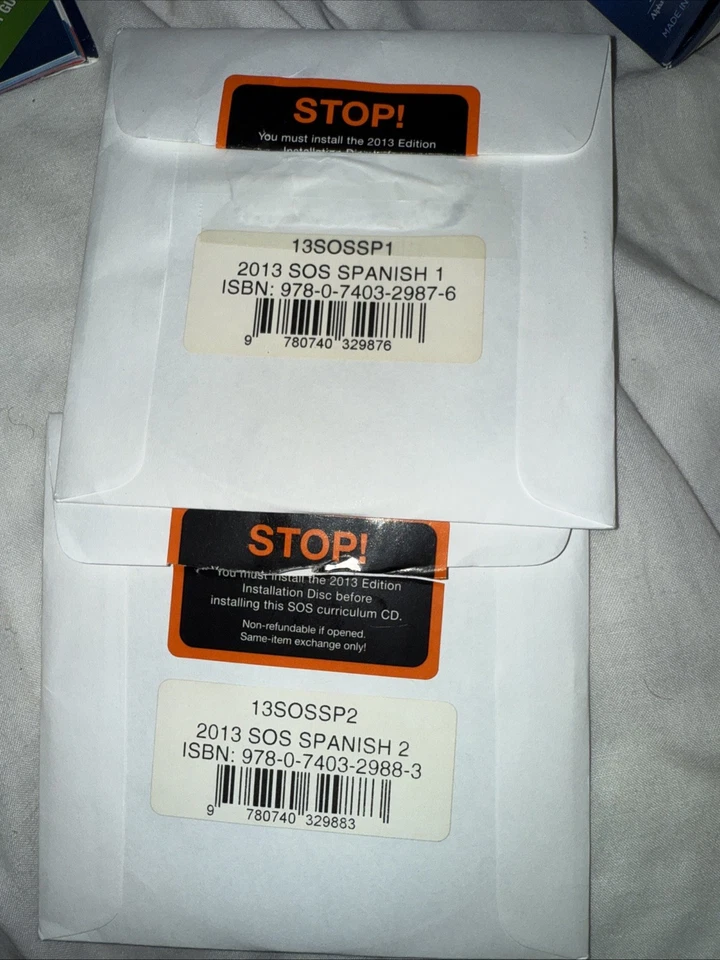 GU
MADE IN
STOP!
You must install the 2013 Edition
13SOSSP1
2013 SOS SPANISH 1
ISBN: 978-0-7403-2987-6
9 780740 329876
STOP!
You must install the 2013 Edition
Installation Disc before
installing this SOS curriculum CD.
Non-refundable if opened.
Same-item exchange only!
13SOSSP2
2013 SOS SPANISH 2
ISBN: 978-0-7403-2988-3
9 780740 329883